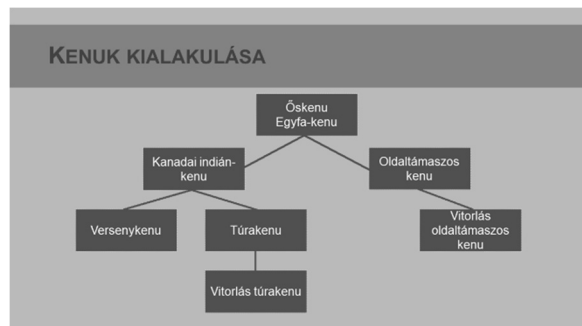 KENUK KIALAKULÁSA
Őskenu
Egyfa-kenu
Kanadai indián-
kenu
Oldaltámaszos
kenu
Versenykenu
Túrakenu
Vitorlás
oldaltámaszos
kenu
Vitorlás túrakenu